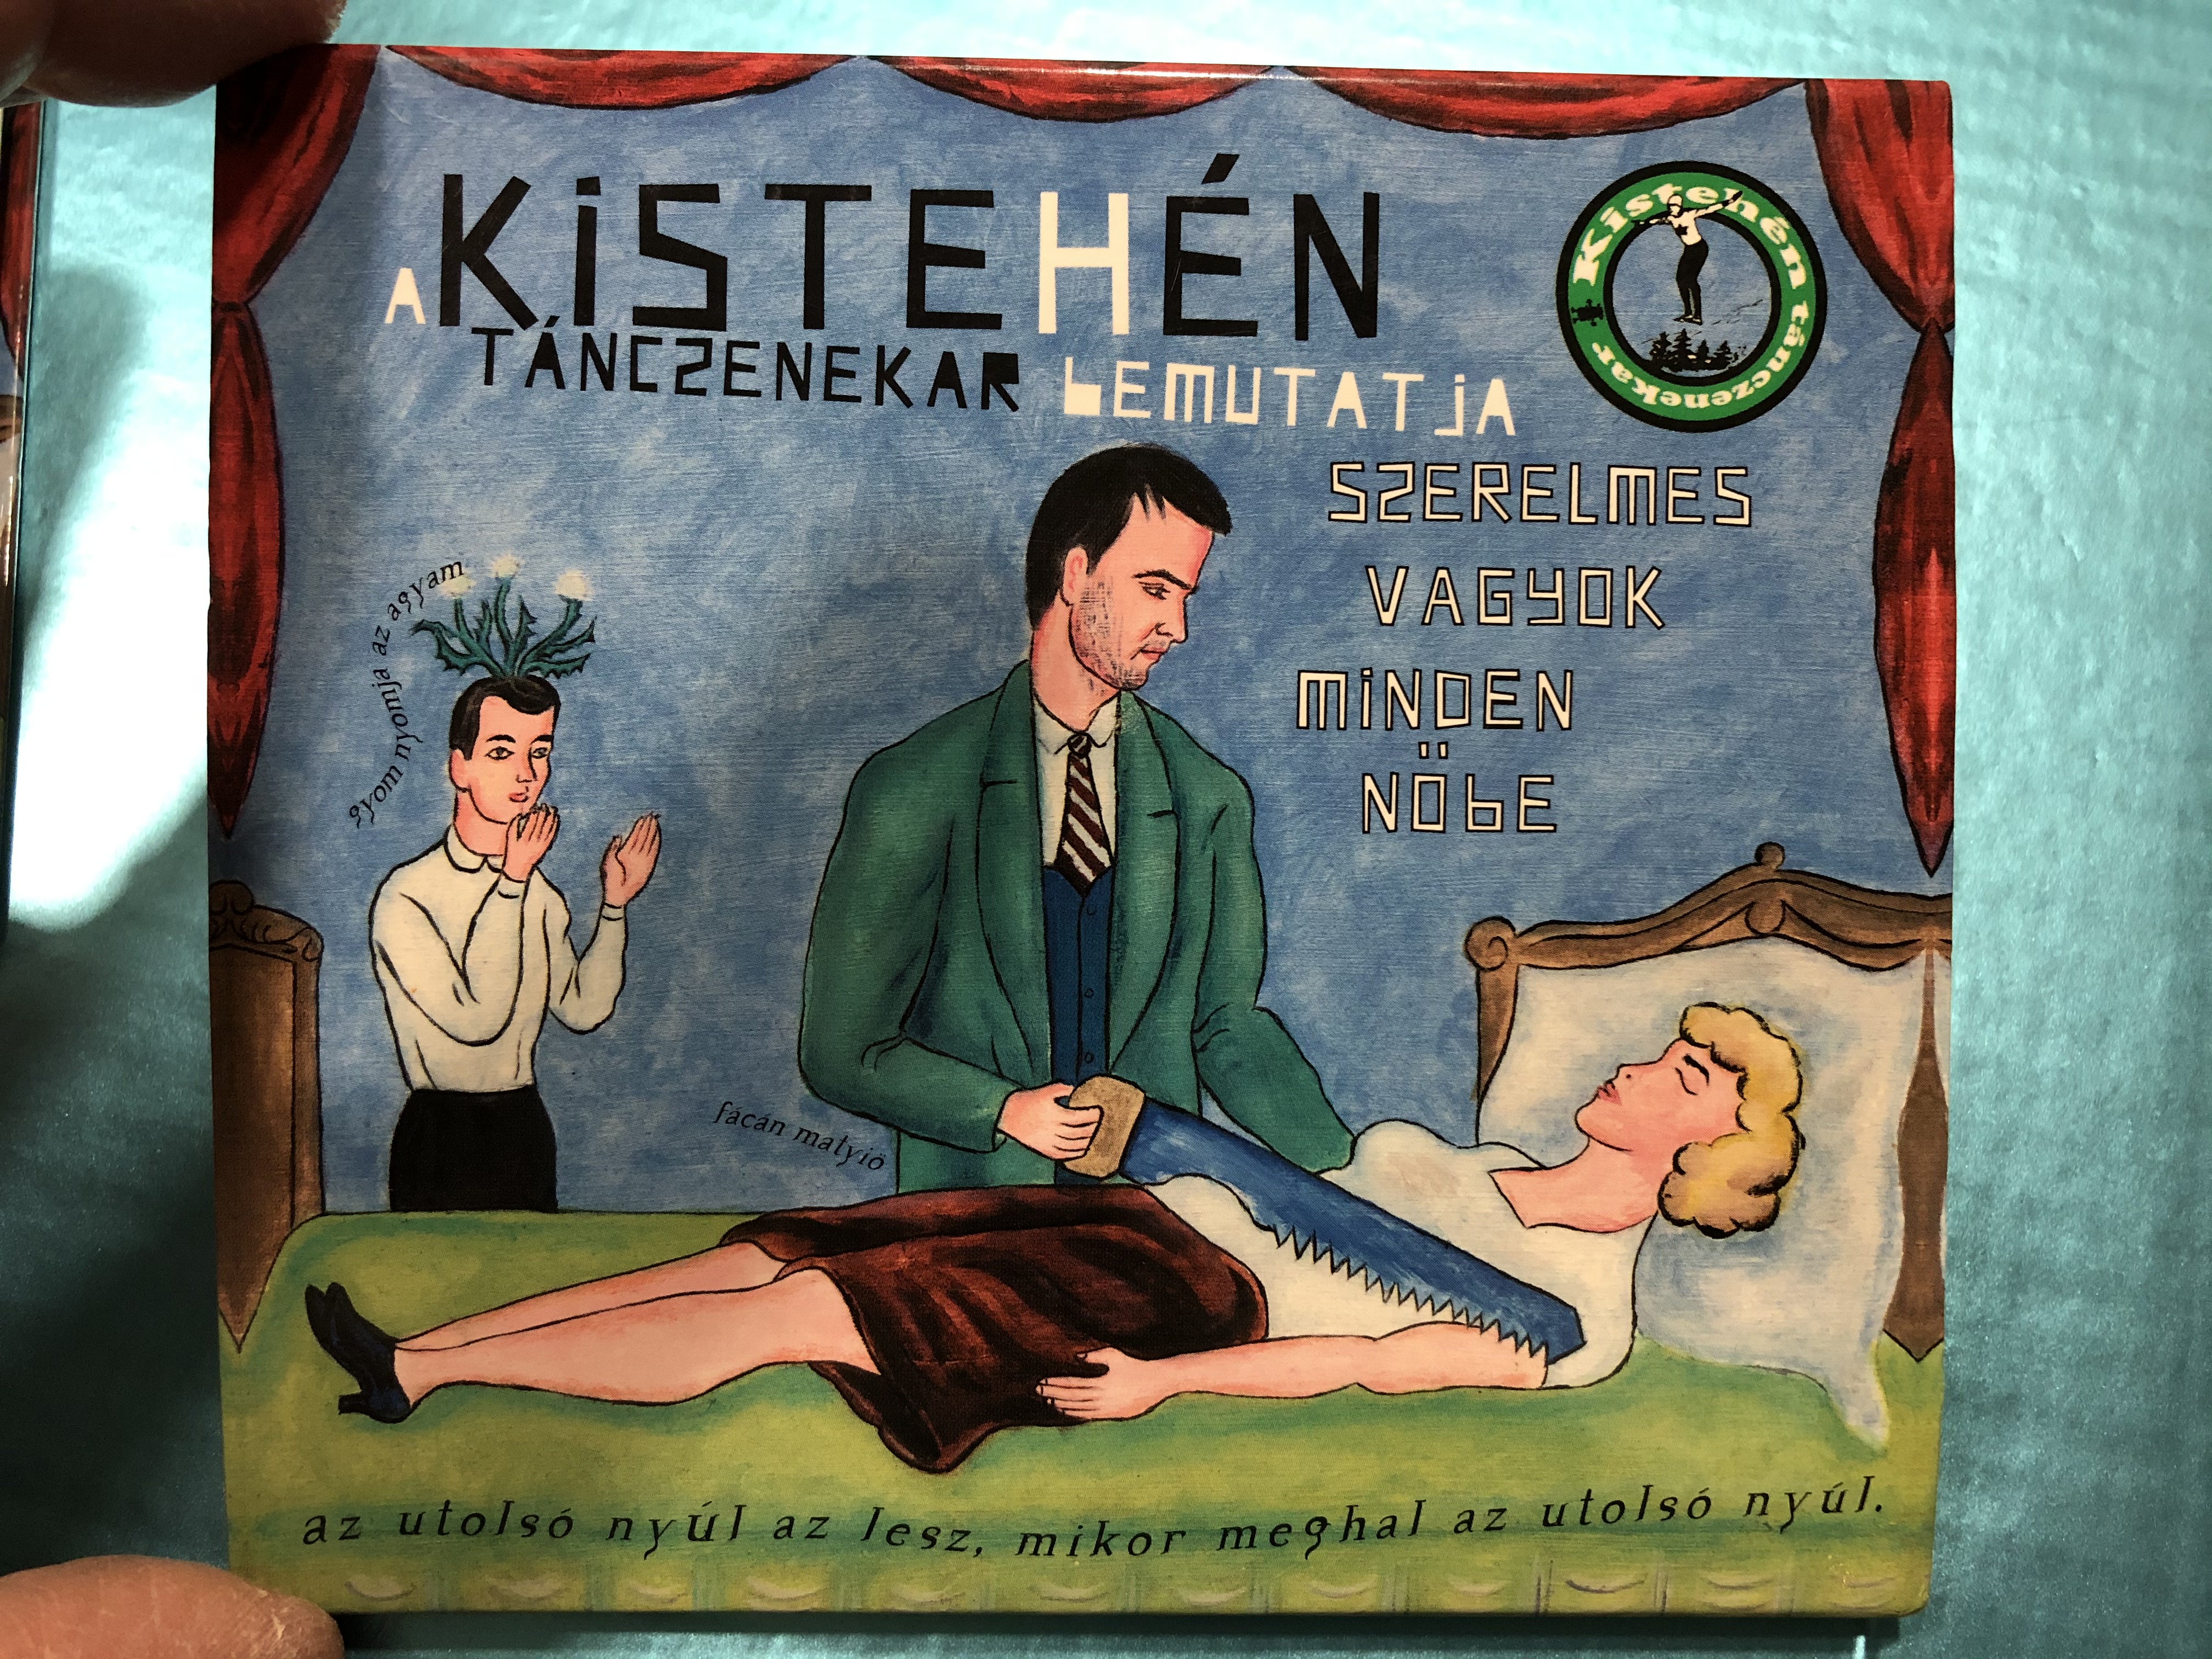 A KISTEHÉN
TÁNCZENEKAR bEMUTATJA
Kistehén tánczenekar
SZERELMES
VAGYOK
MINDEN
NÖbE
gyom nyomja az agyam
fácán matyió
az utolsó nyúl az lesz, mikor meghal az utolsó nyúl.